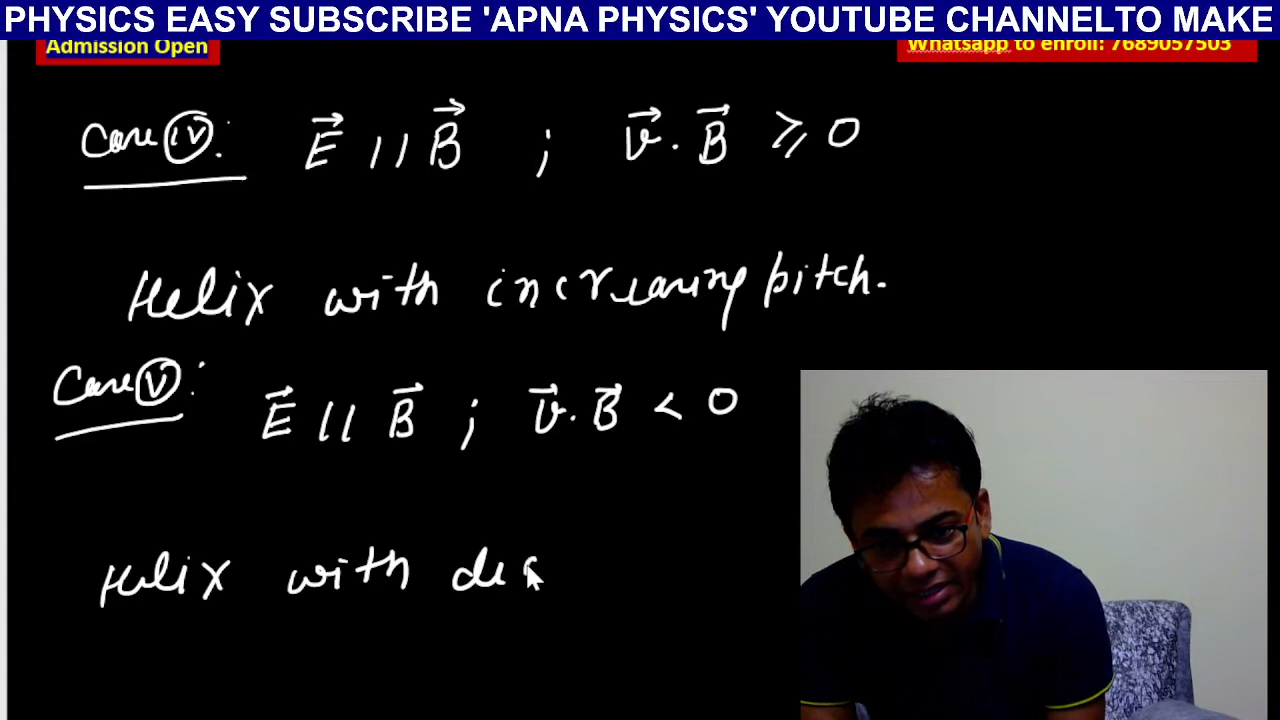 PHYSICS EASY SUBSCRIBE 'APNA PHYSICS' YOUTUBE CHANNELTO MAKE
Admission Open
Whatsapp to enroll: 7689057503
Case (iv): E⃗ // B⃗ ; v⃗ . B⃗ ⩾ 0
Helix with increasing pitch.
Case (v): E⃗ // B⃗ ; v⃗ . B⃗ < 0
Helix with dec